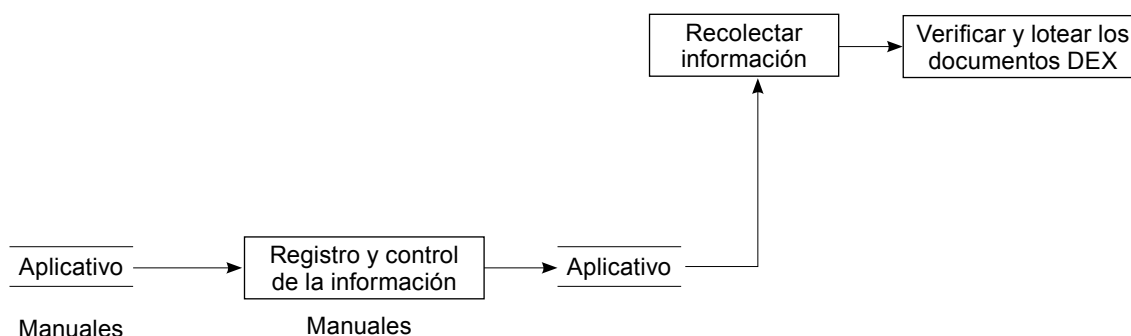 Recolectar
información
Verificar y lotear los
documentos DEX
Aplicativo
Registro y control
de la información
Aplicativo
Manuales
Manuales